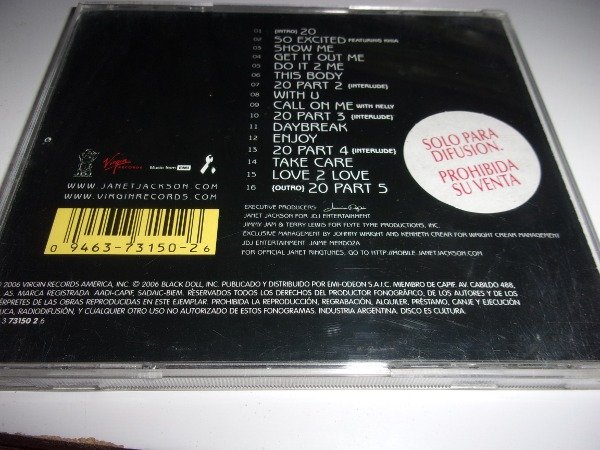 01 (INTRO) 20
02 SO EXCITED FEATURING KHIA
03 SHOW ME
04 GET IT OUT ME
05 DO IT 2 ME
06 THIS BODY
07 20 PART 2 (INTERLUDE)
08 WITH U
09 CALL ON ME WITH NELLY
10 20 PART 3 (INTERLUDE)
11 DAYBREAK
12 ENJOY
13 20 PART 4 (INTERLUDE)
14 TAKE CARE
15 LOVE 2 LOVE
16 (OUTRO) 20 PART 5
SOLO PARA
DIFUSION.
PROHIBIDA
SU VENTA
JDJ
Virgin
RECORDS
Music from EMI
WWW.JANETJACKSON.COM
WWW.VIRGINRECORDS.COM
0 9463-73150-2 6
EXECUTIVE PRODUCERS:
JANET JACKSON FOR JDJ ENTERTAINMENT
JIMMY JAM & TERRY LEWIS FOR FLYTE TYME PRODUCTIONS, INC.
EXCLUSIVE MANAGEMENT BY JOHNNY WRIGHT AND KENNETH CREAR FOR WRIGHT CREAR MANAGEMENT
JDJ ENTERTAINMENT JAIME MENDOZA
FOR OFFICIAL JANET RINGTONES, GO TO HTTP://MOBILE.JANETJACKSON.COM
2006 VIRGIN RECORDS AMERICA, INC. © 2006 BLACK DOLL, INC. PUBLICADO Y DISTRIBUIDO POR EMI-ODEON S.A.I.C. MIEMBRO DE CAPIF. AV. CABILDO 488,
AS. MARCA REGISTRADA. AADI-CAPIF, SADAIC-BIEM. RESERVADOS TODOS LOS DERECHOS DEL PRODUCTOR FONOGRÁFICO, DE LOS AUTORES Y DE LOS
ÉRPRETES DE LAS OBRAS REPRODUCIDAS EN ESTE EJEMPLAR. PROHIBIDA LA REPRODUCCIÓN, REGRABACIÓN, ALQUILER, PRÉSTAMO, CANJE Y EJECUCIÓN
LICA, RADIODIFUSIÓN, Y CUALQUIER OTRO USO NO AUTORIZADO DE ESTOS FONOGRAMAS. INDUSTRIA ARGENTINA. DISCO ES CULTURA.
3 73150 2 6